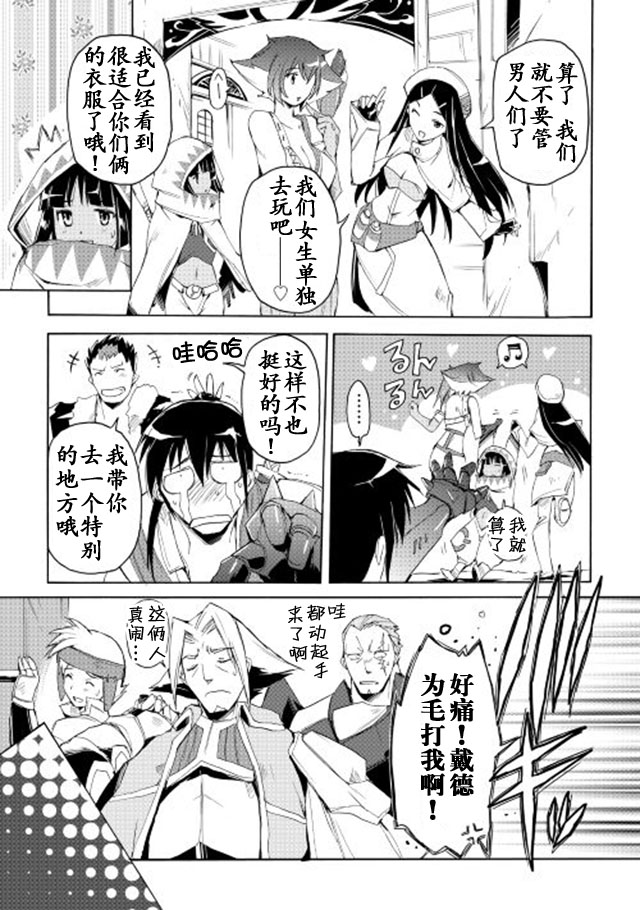 算了 我们
就不要管
男人们了
我们女生单独
去玩吧——♡
我已经看到
很适合你们俩
的衣服了哦！
るんるん
♪
………
我就
算了
这样不也
挺好的吗！
哇哈哈
我带你
去一个特别
的地方哦
好痛！戴德
为毛打我啊！
哇
都动起手
来了啊
这俩人
真闹…